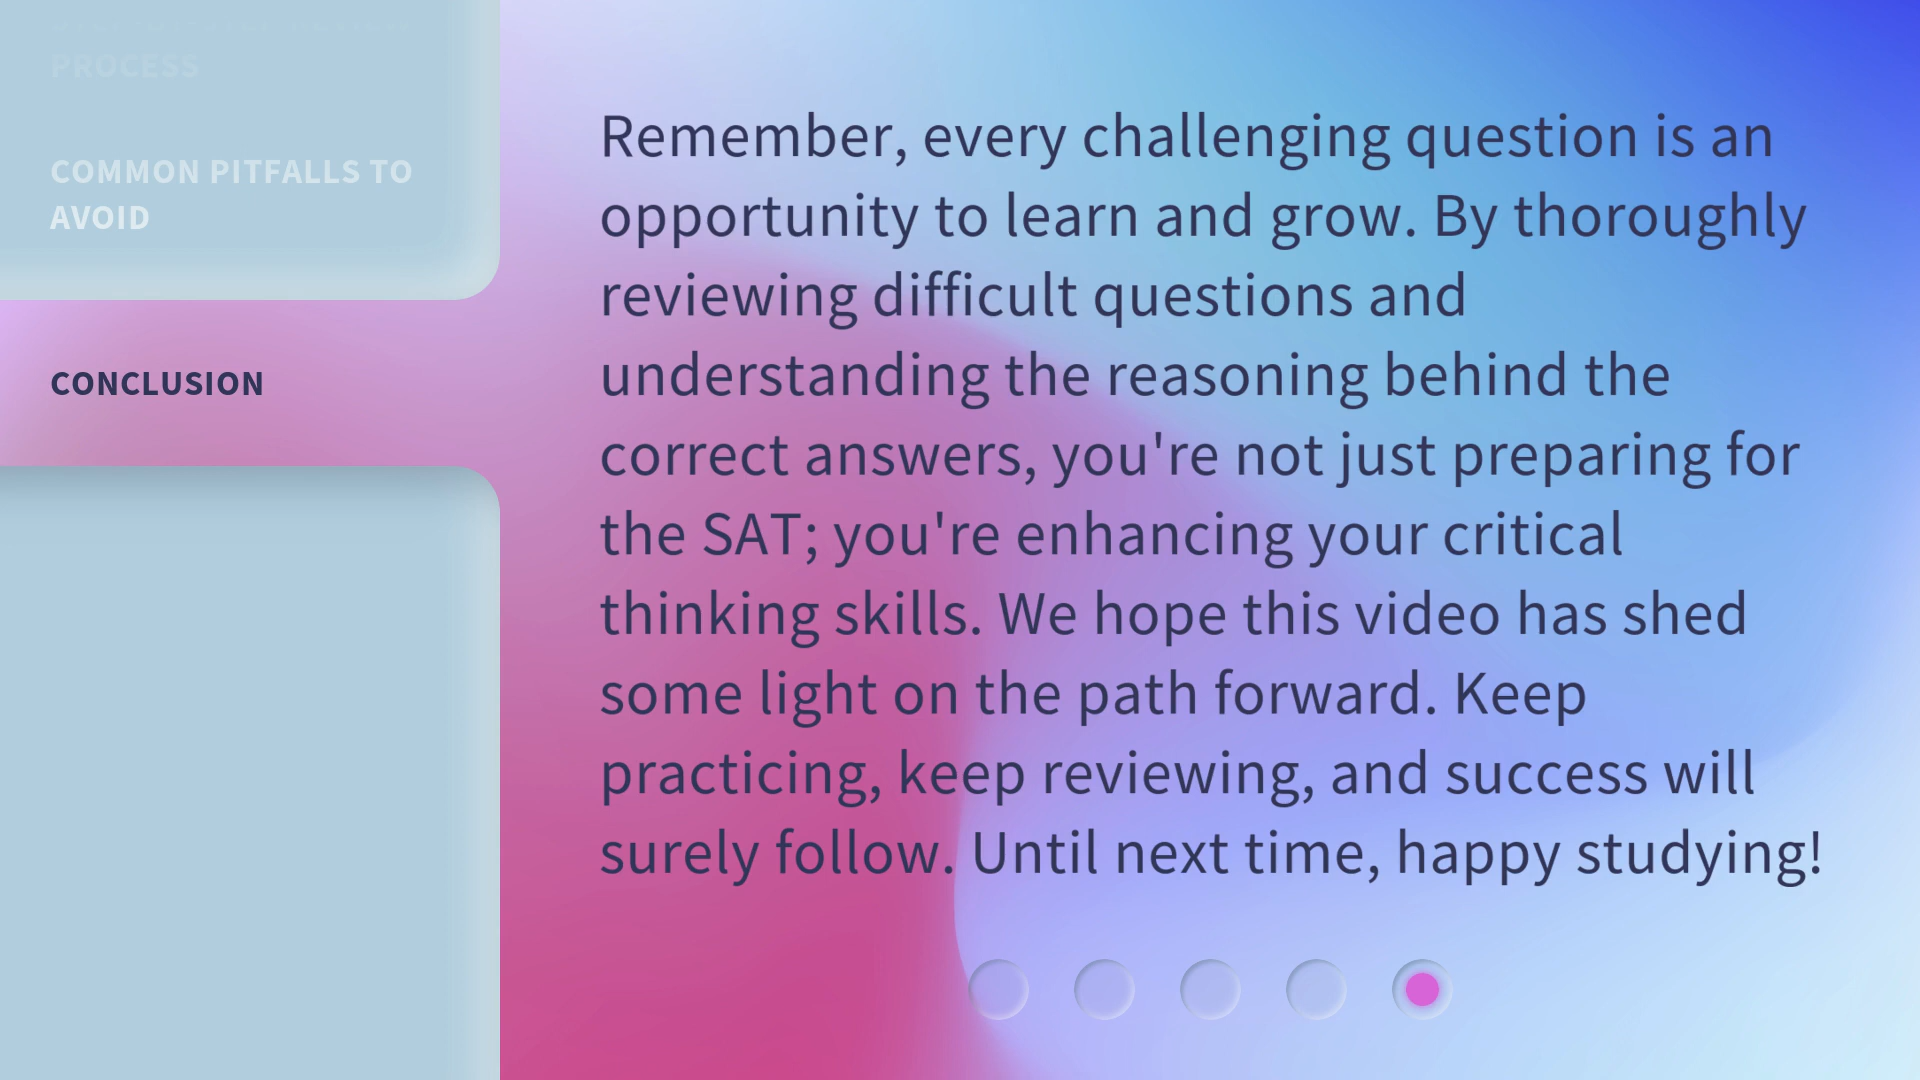 PROCESS
COMMON PITFALLS TO
AVOID
CONCLUSION
Remember, every challenging question is an
opportunity to learn and grow. By thoroughly
reviewing difficult questions and
understanding the reasoning behind the
correct answers, you're not just preparing for
the SAT; you're enhancing your critical
thinking skills. We hope this video has shed
some light on the path forward. Keep
practicing, keep reviewing, and success will
surely follow. Until next time, happy studying!